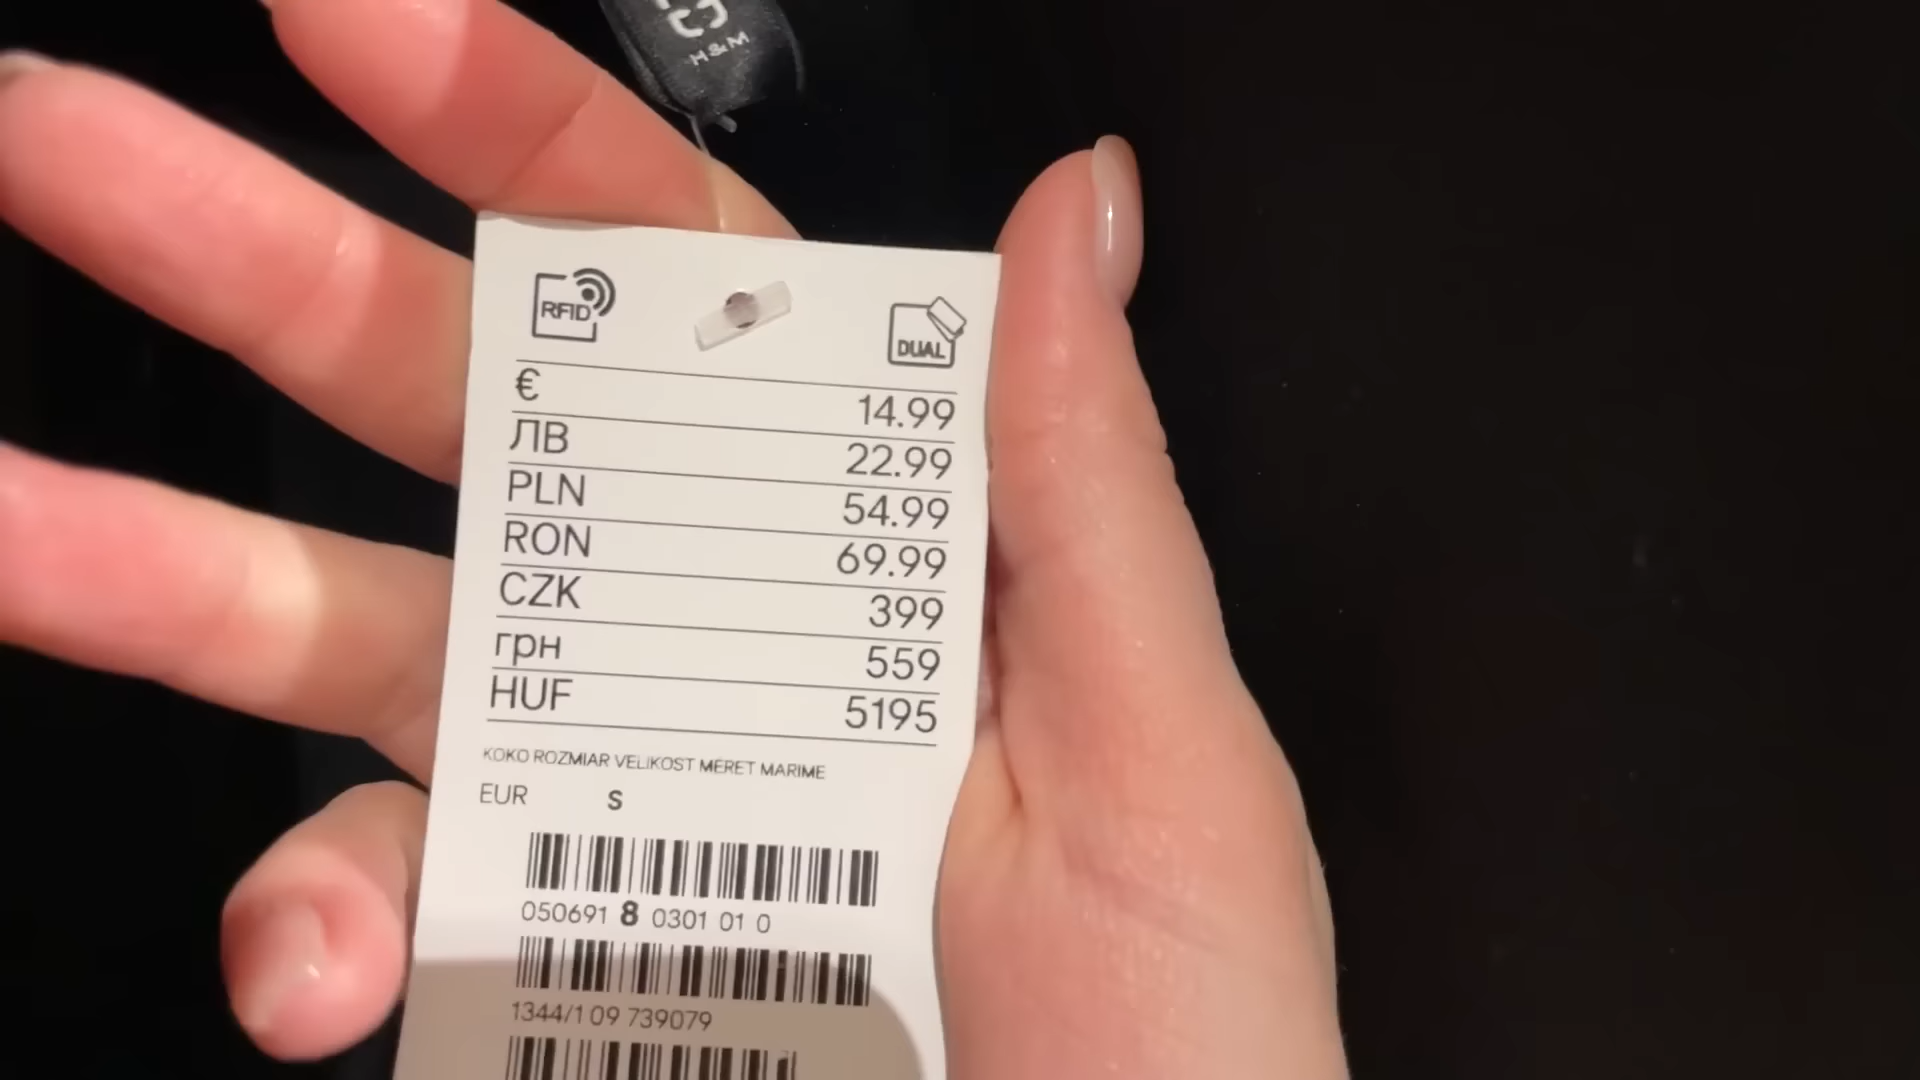 H&M
RFID
DUAL
€ 14.99
ЛВ 22.99
PLN 54.99
RON 69.99
CZK 399
грн 559
HUF 5195
KOKO ROZMIAR VELIKOST MÉRET MARIME
EUR S
050691 8 0301 01 0
1344/1 09 739079